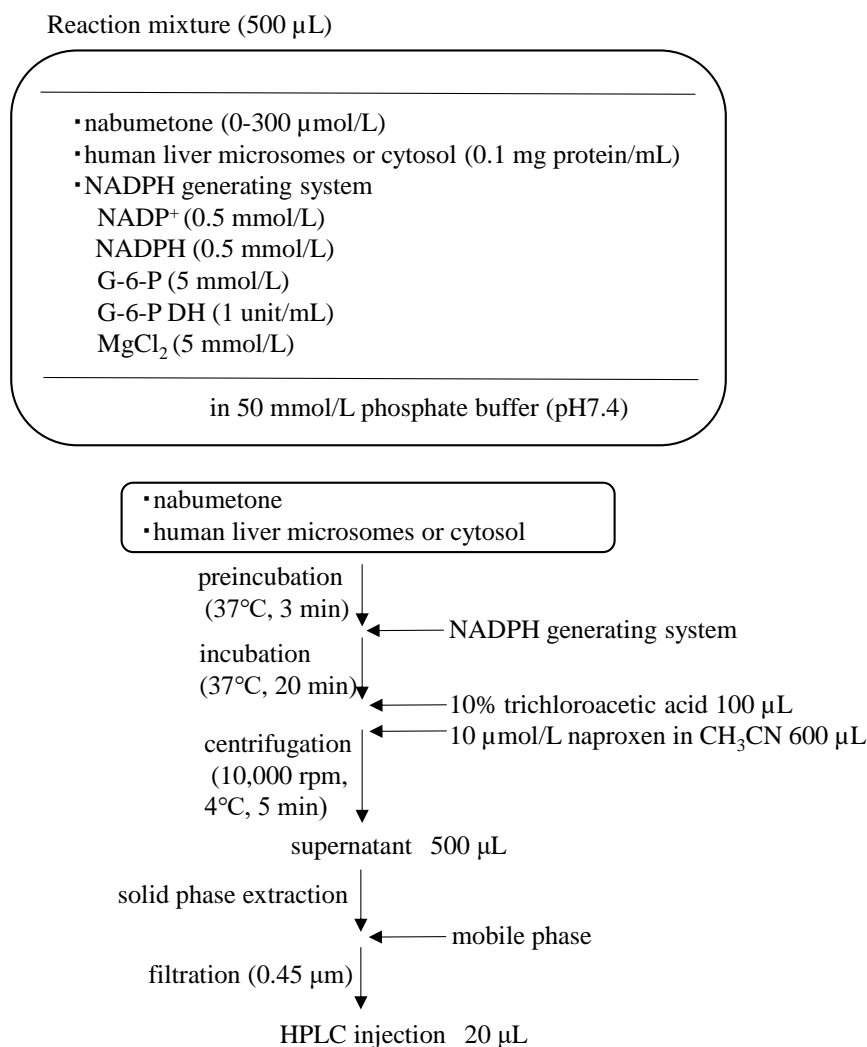 Reaction mixture (500 µL)
・nabumetone (0-300 µmol/L)
・human liver microsomes or cytosol (0.1 mg protein/mL)
・NADPH generating system
NADP⁺ (0.5 mmol/L)
NADPH (0.5 mmol/L)
G-6-P (5 mmol/L)
G-6-P DH (1 unit/mL)
MgCl₂ (5 mmol/L)
in 50 mmol/L phosphate buffer (pH7.4)
・nabumetone
・human liver microsomes or cytosol
preincubation
(37°C, 3 min)
NADPH generating system
incubation
(37°C, 20 min)
10% trichloroacetic acid 100 µL
10 µmol/L naproxen in CH₃CN 600 µL
centrifugation
(10,000 rpm,
4°C, 5 min)
supernatant 500 µL
solid phase extraction
mobile phase
filtration (0.45 µm)
HPLC injection 20 µL